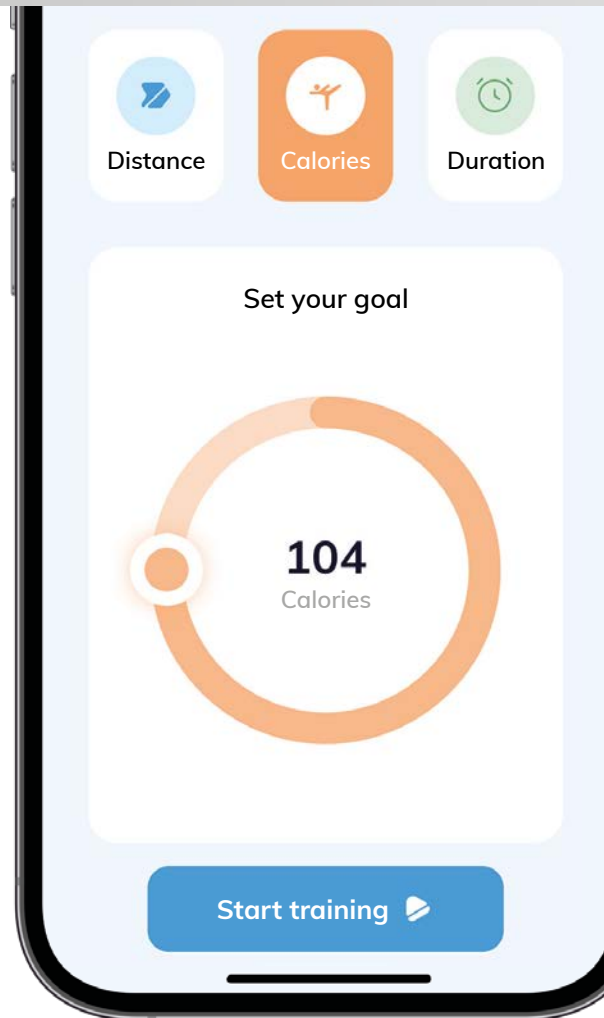 Distance
Calories
Duration
Set your goal
104
Calories
Start training